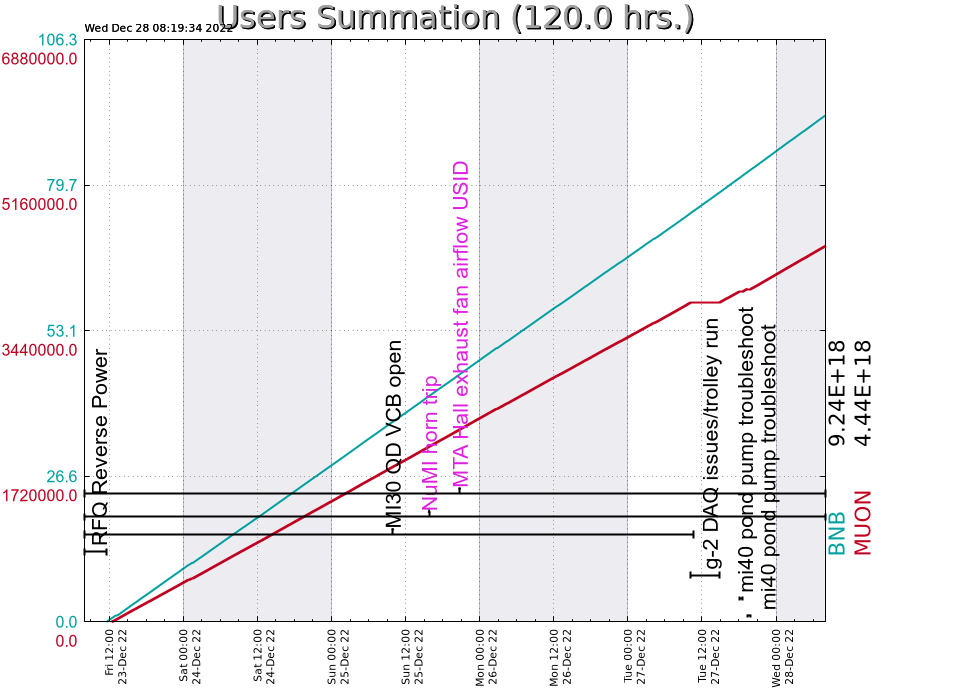 Users Summation (120.0 hrs.)
Wed Dec 28 08:19:34 2022
106.3
6880000.0
79.7
5160000.0
53.1
3440000.0
26.6
1720000.0
0.0
0.0
RFQ Reverse Power
MI30 QD VCB open
NuMI horn trip
MTA Hall exhaust fan airflow USID
g-2 DAQ issues/trolley run
mi40 pond pump troubleshoot
mi40 pond pump troubleshoot
BNB 9.24E+18
MUON 4.44E+18
Fri 12:00
23-Dec 22
Sat 00:00
24-Dec 22
Sat 12:00
24-Dec 22
Sun 00:00
25-Dec 22
Sun 12:00
25-Dec 22
Mon 00:00
26-Dec 22
Mon 12:00
26-Dec 22
Tue 00:00
27-Dec 22
Tue 12:00
27-Dec 22
Wed 00:00
28-Dec 22